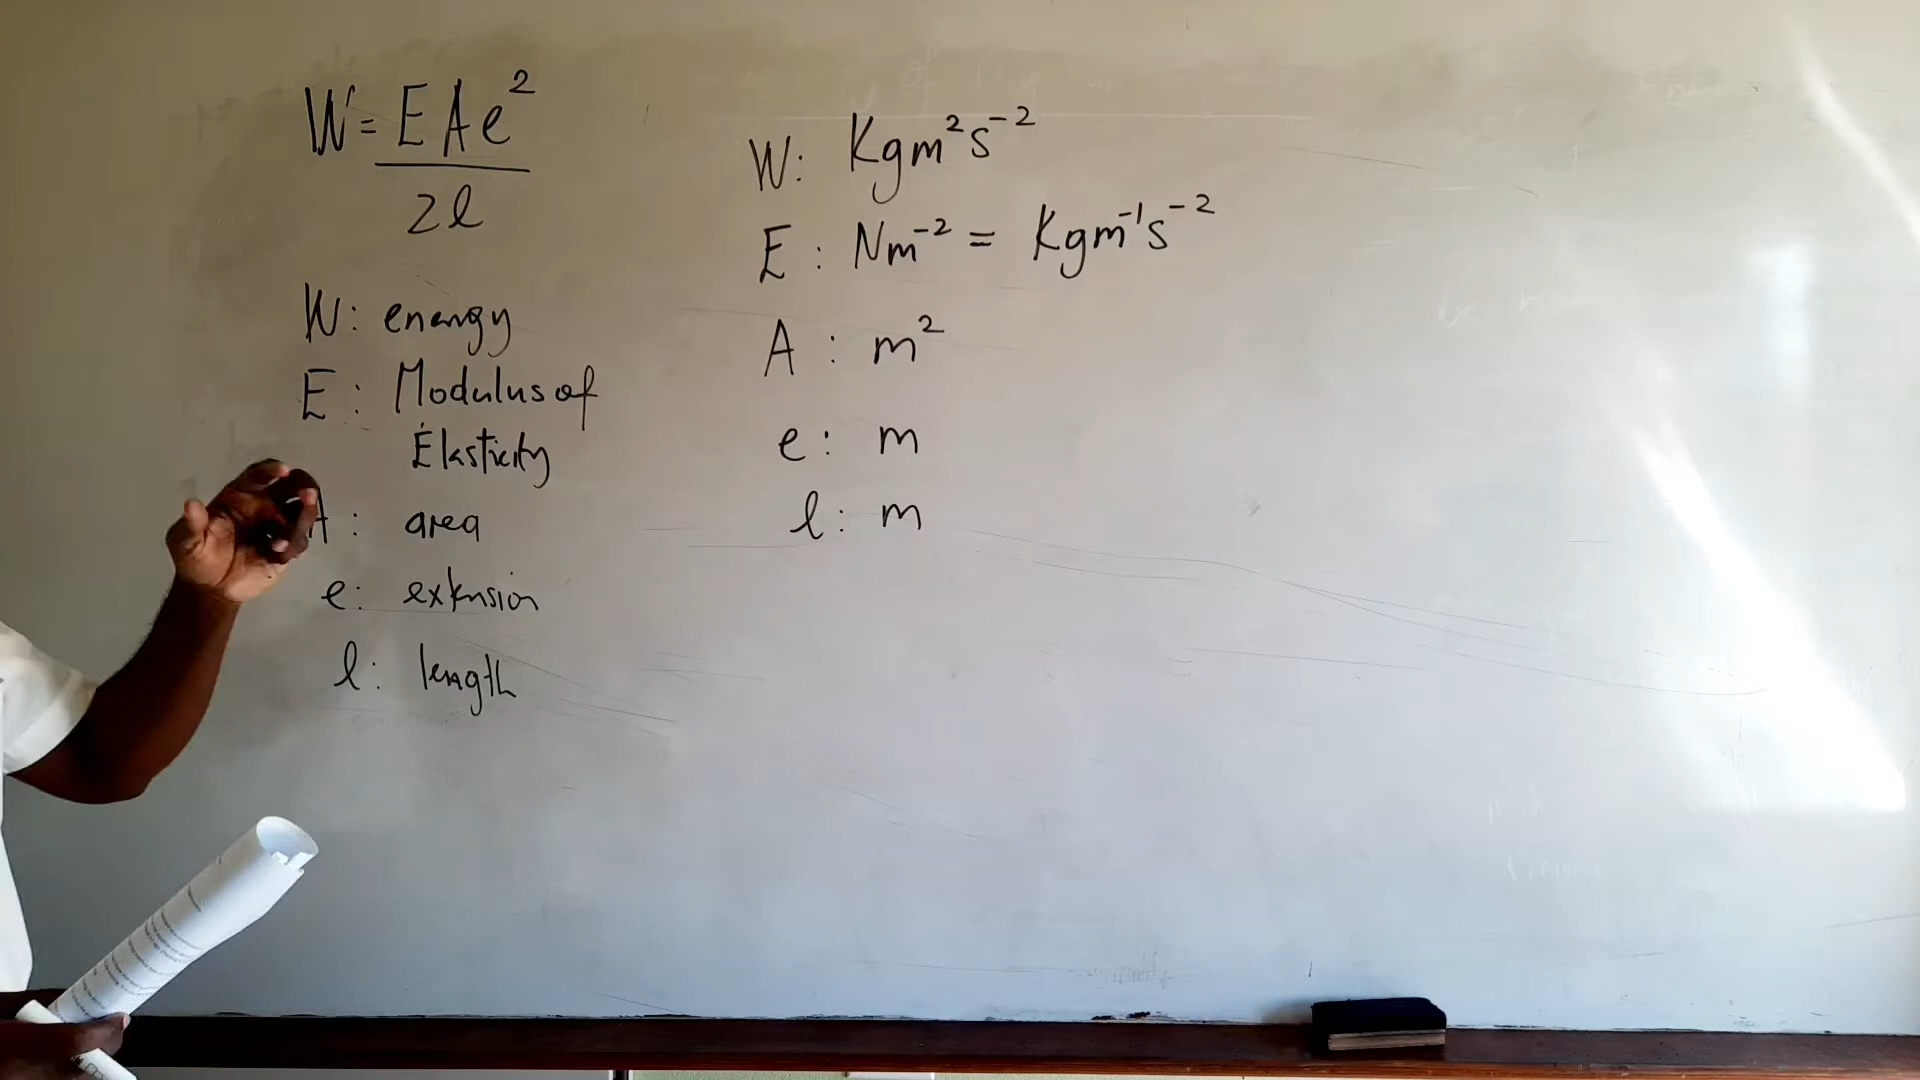 W = EAe²
2l
W: energy
E: Modulus of
Elasticity
A: area
e: extension
l: length
W: Kgm²s⁻²
E: Nm⁻² = Kgm⁻¹s⁻²
A: m²
e: m
l: m